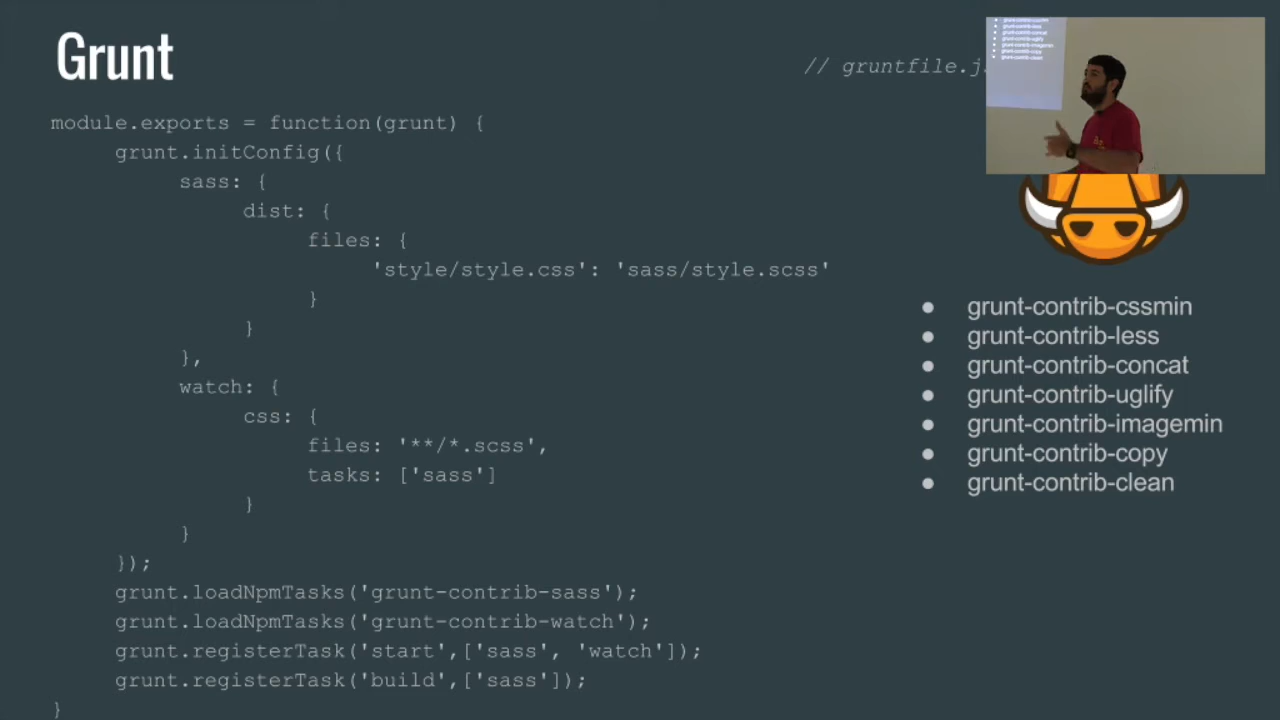 Grunt
// gruntfile.j
module.exports = function(grunt) {
grunt.initConfig({
sass: {
dist: {
files: {
'style/style.css': 'sass/style.scss'
}
}
},
watch: {
css: {
files: '**/*.scss',
tasks: ['sass']
}
}
});
grunt.loadNpmTasks('grunt-contrib-sass');
grunt.loadNpmTasks('grunt-contrib-watch');
grunt.registerTask('start',['sass', 'watch']);
grunt.registerTask('build',['sass']);
}
● grunt-contrib-cssmin
● grunt-contrib-less
● grunt-contrib-concat
● grunt-contrib-uglify
● grunt-contrib-imagemin
● grunt-contrib-copy
● grunt-contrib-clean